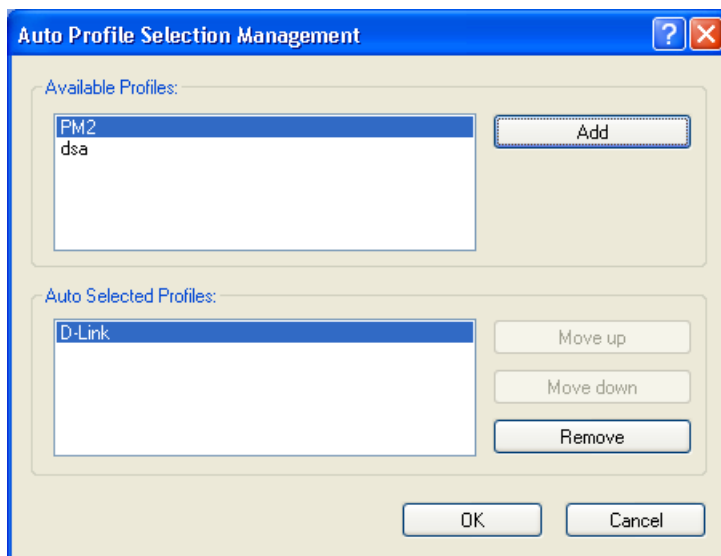 Auto Profile Selection Management
Available Profiles:
PM2
dsa
Add
Auto Selected Profiles:
D-Link
Move up
Move down
Remove
OK
Cancel